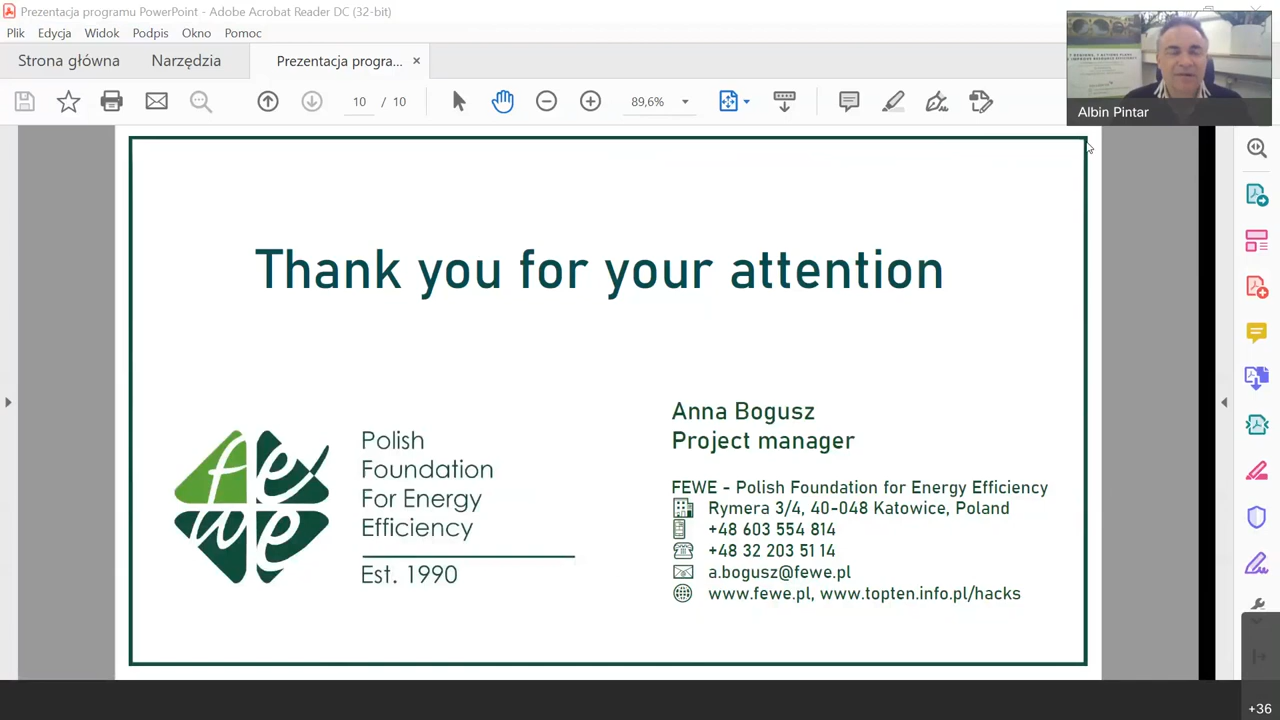 Prezentacja programu PowerPoint - Adobe Acrobat Reader DC (32-bit)
Plik Edycja Widok Podpis Okno Pomoc
Strona główna Narzędzia Prezentacja progra... ×
10 / 10 89,6%
Albin Pintar
Thank you for your attention
fewe
Polish
Foundation
For Energy
Efficiency
Est. 1990
Anna Bogusz
Project manager
FEWE - Polish Foundation for Energy Efficiency
Rymera 3/4, 40-048 Katowice, Poland
+48 603 554 814
+48 32 203 51 14
a.bogusz@fewe.pl
www.fewe.pl, www.topten.info.pl/hacks
+36